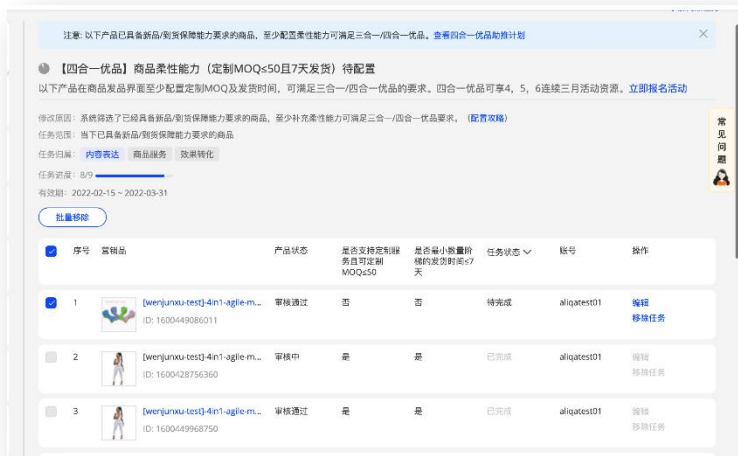 注意: 以下产品已具备新品/到货保障能力要求的商品，至少配置柔性能力可满足三合一/四合一优品。查看四合一优品助推计划
【四合一优品】商品柔性能力（定制MOQ≤50且7天发货）待配置
以下产品在商品发品界面至少配置定制MOQ及发货时间，可满足三合一/四合一优品的要求。四合一优品可享4，5，6连续三月活动资源。立即报名活动
修改原因: 系统筛选了已经具备新品/到货保障能力要求的商品，至少补充柔性能力可满足三合一/四合一优品要求。（配置攻略）
任务范围: 当下已具备新品/到货保障能力要求的商品
任务归属: 内容表达 商品服务 效果转化
任务进度: 8/9
有效期: 2022-02-15 ~ 2022-03-31
批量移除
常见问题
序号 营销品 产品状态 是否支持定制服务且可定制MOQ≤50 是否最小数量阶梯的发货时间≤7天 任务状态 账号 操作
1 [wenjunxu-test]-4in1-agile-m... 审核通过 否 否 待完成 aliqatest01 编辑
ID: 1600449086011 移除任务
2 [wenjunxu-test]-4in1-agile-m... 审核中 是 是 已完成 aliqatest01 编辑
ID: 1600428756360 移除任务
3 [wenjunxu-test]-4in1-agile-m... 审核通过 是 是 已完成 aliqatest01 编辑
ID: 1600449968750 移除任务